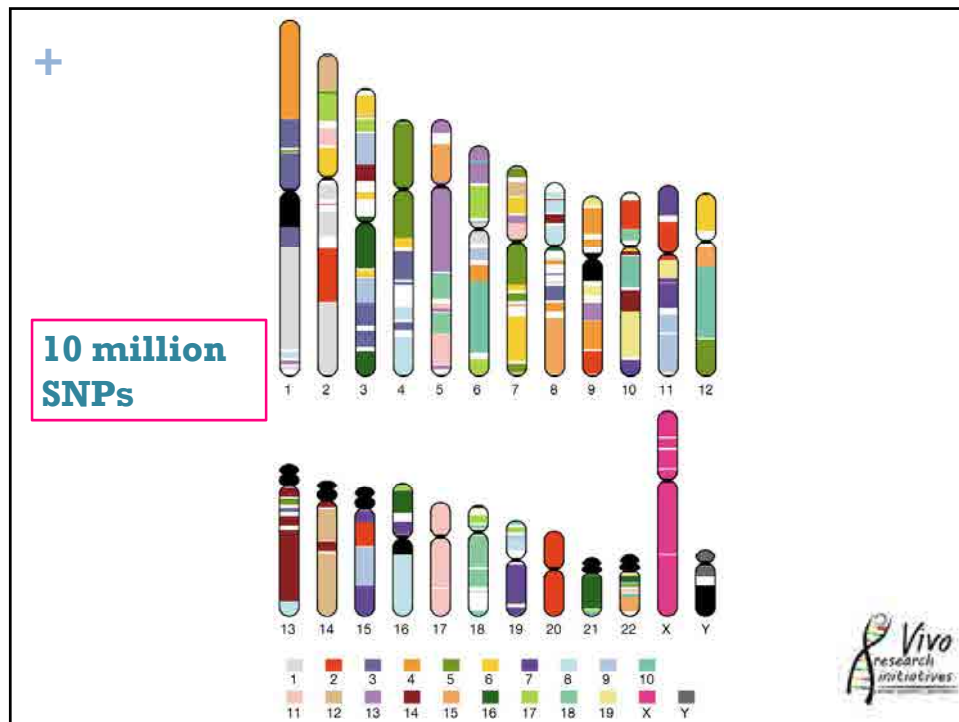 +
10 million
SNPs
1 2 3 4 5 6 7 8 9 10 11 12
13 14 15 16 17 18 19 20 21 22 X Y
1 2 3 4 5 6 7 8 9 10
11 12 13 14 15 16 17 18 19 X Y
Vivo
research
initiatives